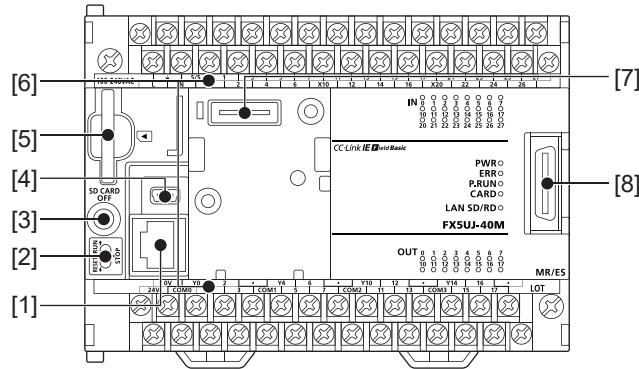 [6]
[7]
100-240VAC
L N S/S 1
2 4 6 X10 12 14 16 X20 22 24 26
[5]
IN 0 1 2 3 4 5 6 7
10 11 12 13 14 15 16 17
20 21 22 23 24 25 26 27
CC-Link IE Field Basic
[4]
PWR
ERR
P.RUN
CARD
LAN SD/RD
[8]
SD CARD
OFF
[3]
FX5UJ-40M
[2]
RESET RUN
STOP
OUT 0 1 2 3 4 5 6 7
10 11 12 13 14 15 16 17
MR/ES
[1]
0V Y0 2 • Y4 6 • Y10 12 • Y14 16 •
24V COM0 1 3 COM1 5 7 COM2 11 13 COM3 15 17
LOT